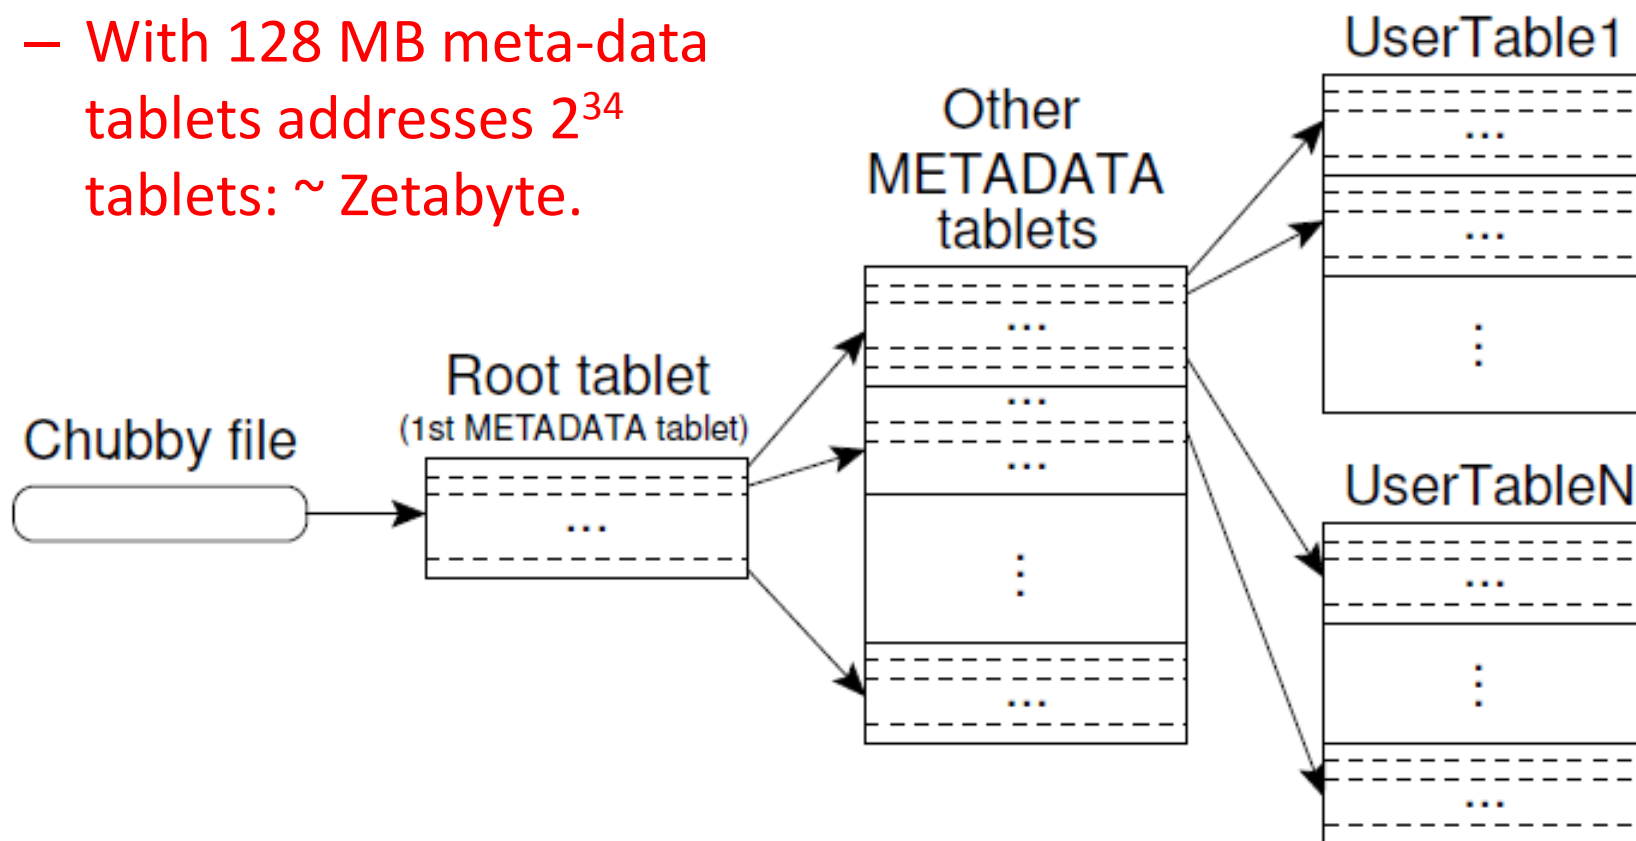 – With 128 MB meta-data
tablets addresses 2³⁴
tablets: ~ Zetabyte.
UserTable1
...
...
⋮
Other
METADATA
tablets
...
...
...
⋮
...
Root tablet
(1st METADATA tablet)
...
Chubby file
UserTableN
...
⋮
...